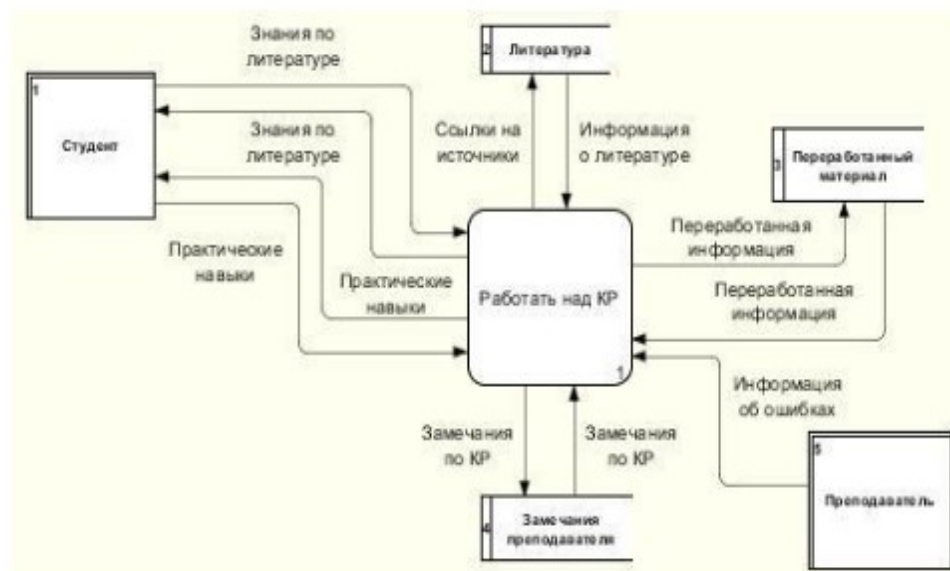 Знания по
литературе
1
Студент
Знания по
литературе
Практические
навыки
Практические
навыки
2
Литература
Ссылки на
источники
Информация
о литературе
3
Переработанный
материал
Переработанная
информация
Переработанная
информация
Работать над КР
1
Информация
об ошибках
Замечания
по КР
Замечания
по КР
4
Замечания
преподавателя
5
Преподаватель